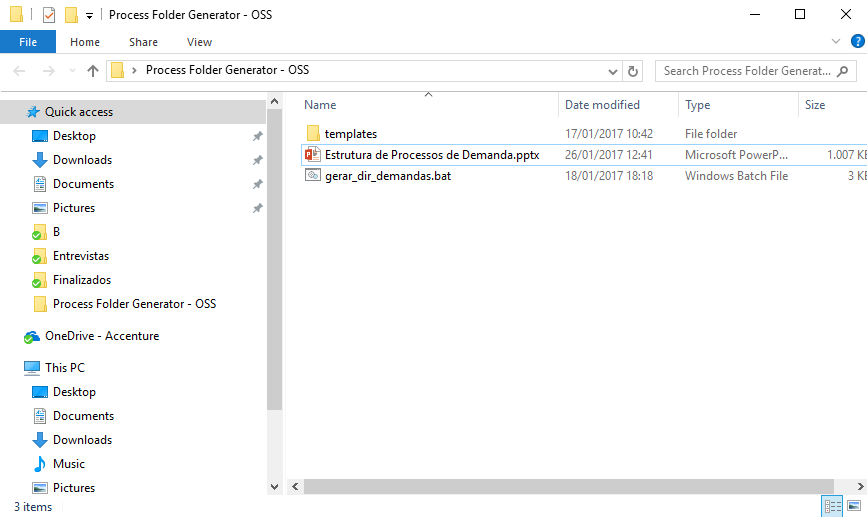 Process Folder Generator - OSS
File Home Share View
Process Folder Generator - OSS Search Process Folder Generat...
Quick access
Desktop
Downloads
Documents
Pictures
B
Entrevistas
Finalizados
Process Folder Generator - OSS
OneDrive - Accenture
This PC
Desktop
Documents
Downloads
Music
Pictures
Name Date modified Type Size
templates 17/01/2017 10:42 File folder
Estrutura de Processos de Demanda.pptx 26/01/2017 12:41 Microsoft PowerP... 1.007 KB
gerar_dir_demandas.bat 18/01/2017 18:18 Windows Batch File 3 KB
3 items